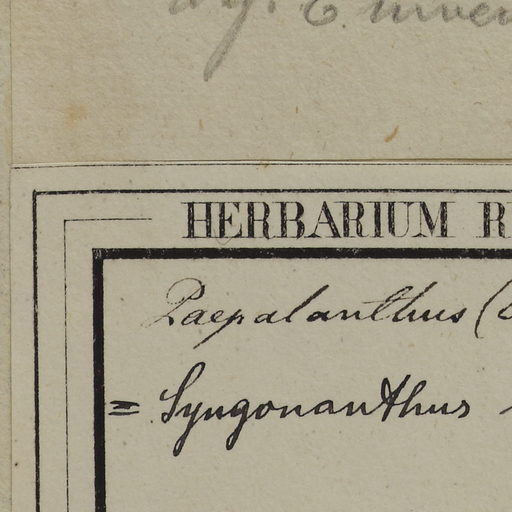 HERBARIUM R
Paepalanthus (
= Syngonanthus